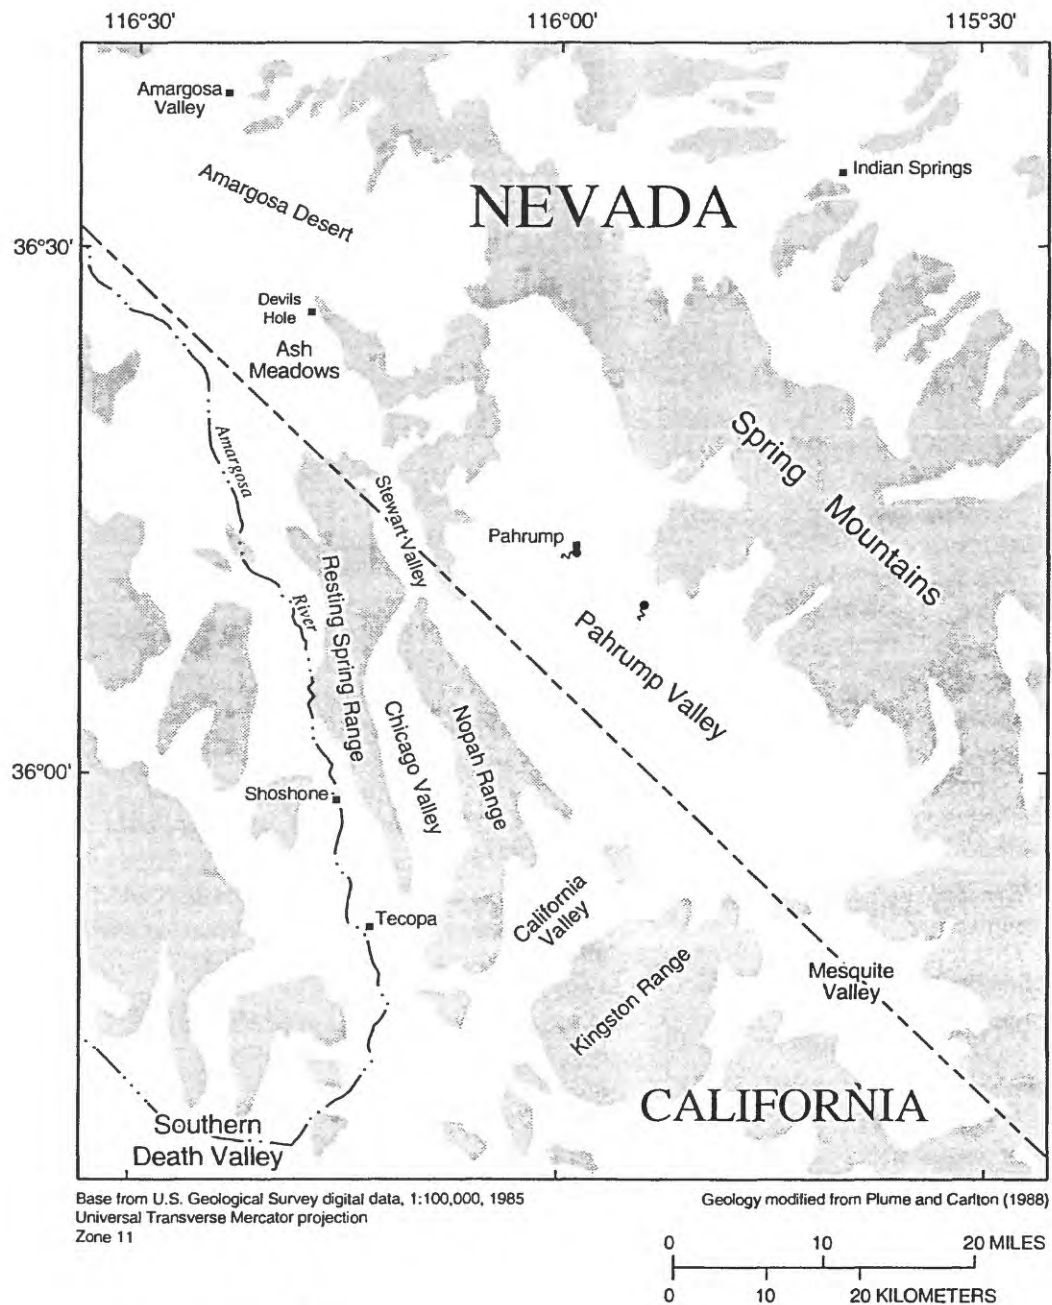 116°30' 116°00' 115°30'
Amargosa
Valley
Indian Springs
Amargosa Desert
NEVADA
36°30'
Devils
Hole
Ash
Meadows
Spring Mountains
Amargosa
River
Stewart Valley
Pahrump
Resting Spring Range
Pahrump Valley
Chicago Valley
Nopah Range
36°00'
Shoshone
California
Valley
Tecopa
Mesquite
Valley
Kingston Range
CALIFORNIA
Southern
Death Valley
Base from U.S. Geological Survey digital data, 1:100,000, 1985
Universal Transverse Mercator projection
Zone 11
Geology modified from Plume and Carlton (1988)
0 10 20 MILES
0 10 20 KILOMETERS